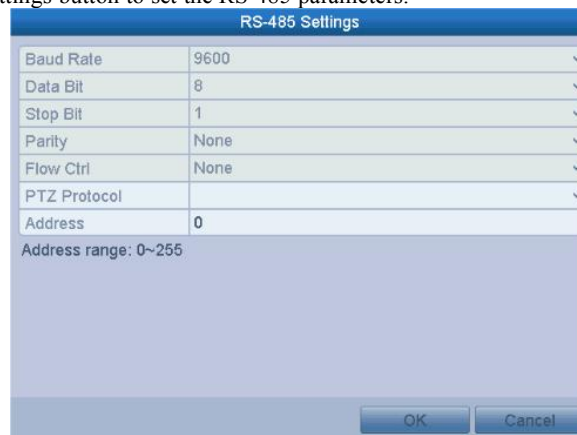 ttings button to set the RS-485 parameters.
RS-485 Settings
Baud Rate 9600
Data Bit 8
Stop Bit 1
Parity None
Flow Ctrl None
PTZ Protocol
Address 0
Address range: 0~255
OK Cancel